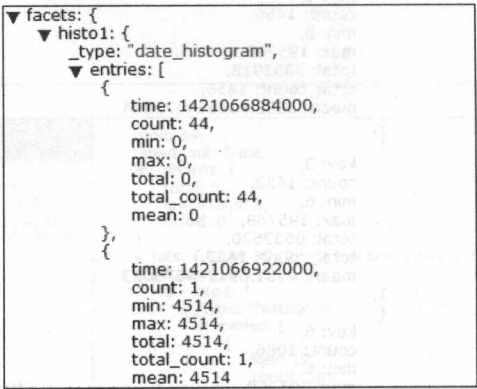 ▼ facets: {
▼ histo1: {
_type: "date_histogram",
▼ entries: [
{
time: 1421066884000,
count: 44,
min: 0,
max: 0,
total: 0,
total_count: 44,
mean: 0
},
{
time: 1421066922000,
count: 1,
min: 4514,
max: 4514,
total: 4514,
total_count: 1,
mean: 4514